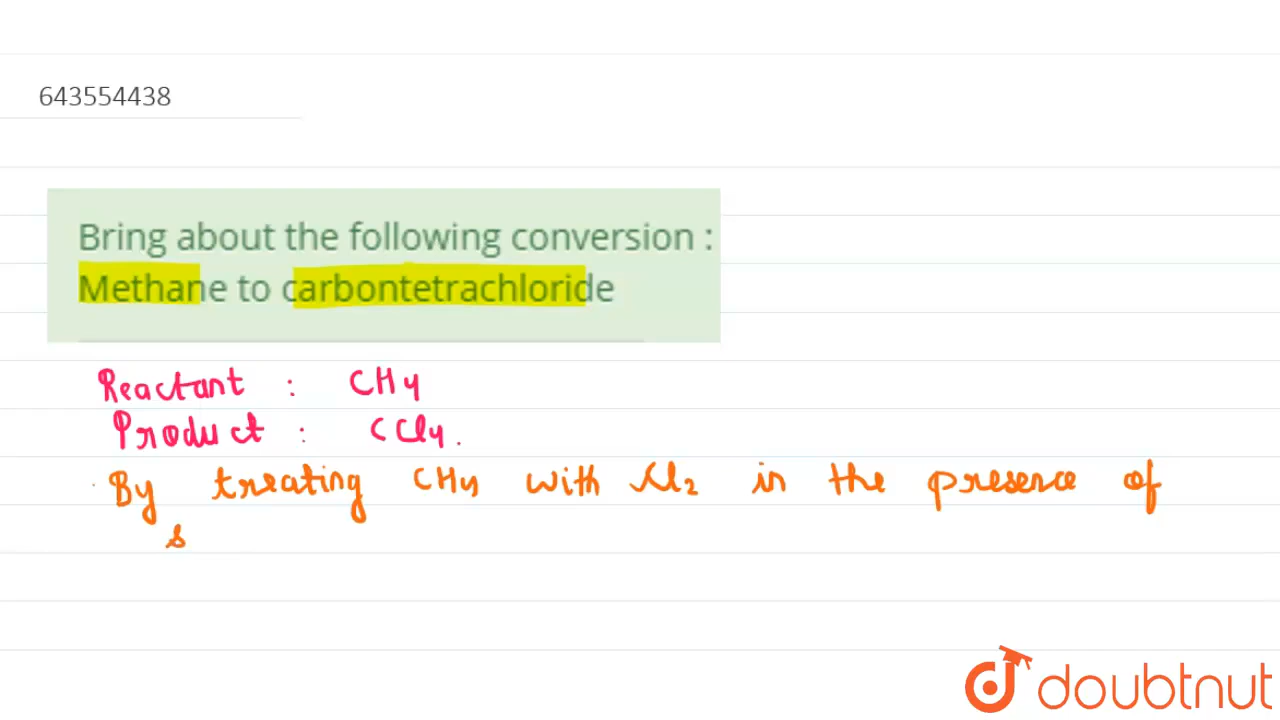 643554438
Bring about the following conversion :
Methane to carbontetrachloride
Reactant : CH4
Product : CCl4.
By treating CH4 with Cl2 in the presence of
s
doubtnut